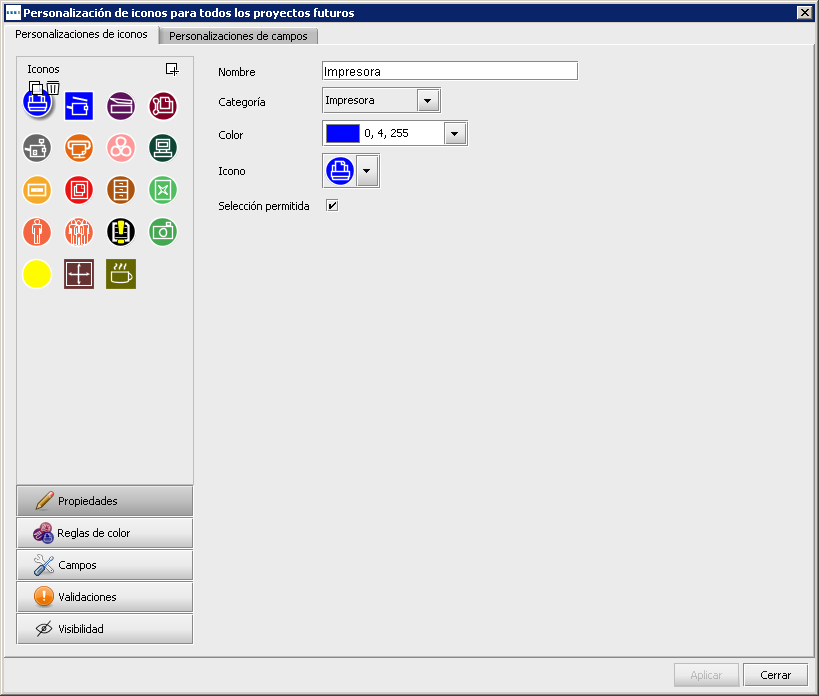 Personalización de iconos para todos los proyectos futuros
Personalizaciones de iconos
Personalizaciones de campos
Iconos
Nombre
Impresora
Categoría
Impresora
Color
0, 4, 255
Icono
Selección permitida
Propiedades
Reglas de color
Campos
Validaciones
Visibilidad
Aplicar
Cerrar